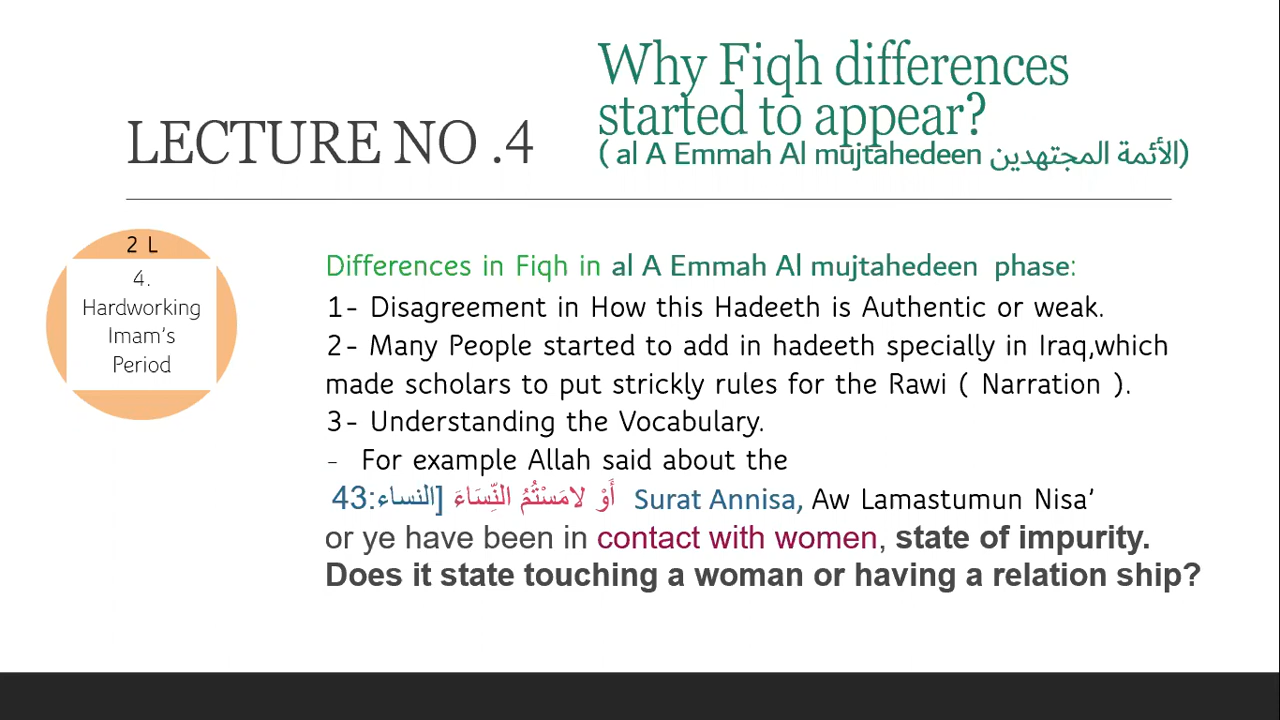 LECTURE NO .4
Why Fiqh differences
started to appear?
( al A Emmah Al mujtahedeen الأئمة المجتهدين)
2 L
4.
Hardworking
Imam's
Period
Differences in Fiqh in al A Emmah Al mujtahedeen phase:
1- Disagreement in How this Hadeeth is Authentic or weak.
2- Many People started to add in hadeeth specially in Iraq,which
made scholars to put strickly rules for the Rawi ( Narration ).
3- Understanding the Vocabulary.
- For example Allah said about the
أَوْ لامَسْتُمُ النِّسَاءَ [النساء:43 Surat Annisa, Aw Lamastumun Nisa'
or ye have been in contact with women, state of impurity.
Does it state touching a woman or having a relation ship?